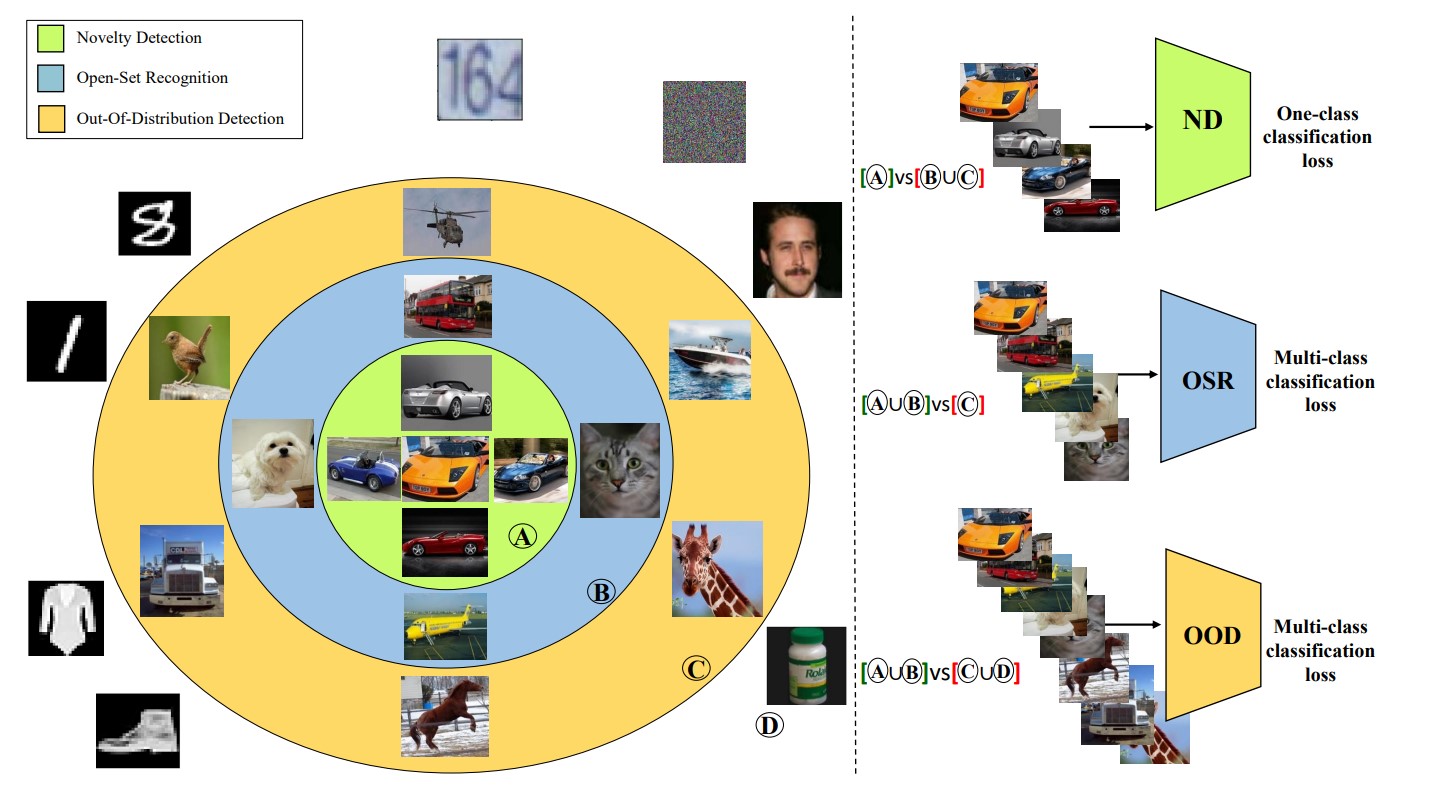 Novelty Detection
Open-Set Recognition
Out-Of-Distribution Detection
164
A
B
C
D
[A]vs[B∪C]
ND
One-class
classification
loss
[A∪B]vs[C]
OSR
Multi-class
classification
loss
[A∪B]vs[C∪D]
OOD
Multi-class
classification
loss